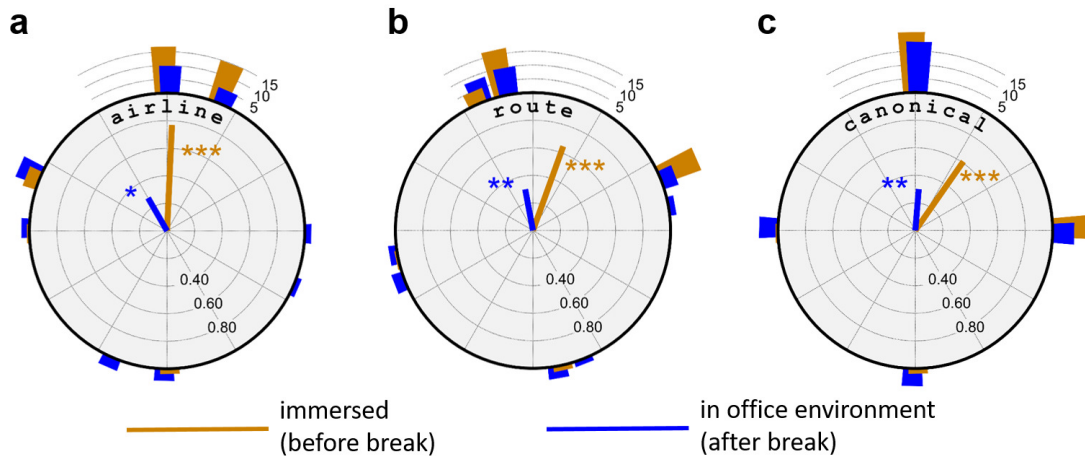 a
b
c
15
10
5
airline
***
*
0.40
0.60
0.80
15
10
5
route
***
**
0.40
0.60
0.80
15
10
5
canonical
***
**
0.40
0.60
0.80
immersed
(before break)
in office environment
(after break)